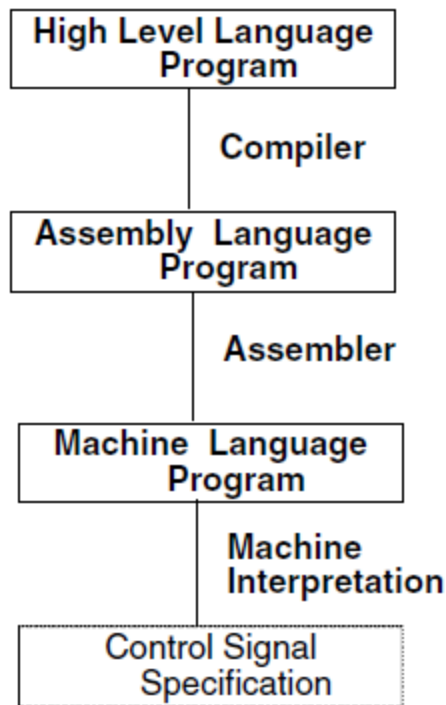 High Level Language
Program
Compiler
Assembly Language
Program
Assembler
Machine Language
Program
Machine
Interpretation
Control Signal
Specification